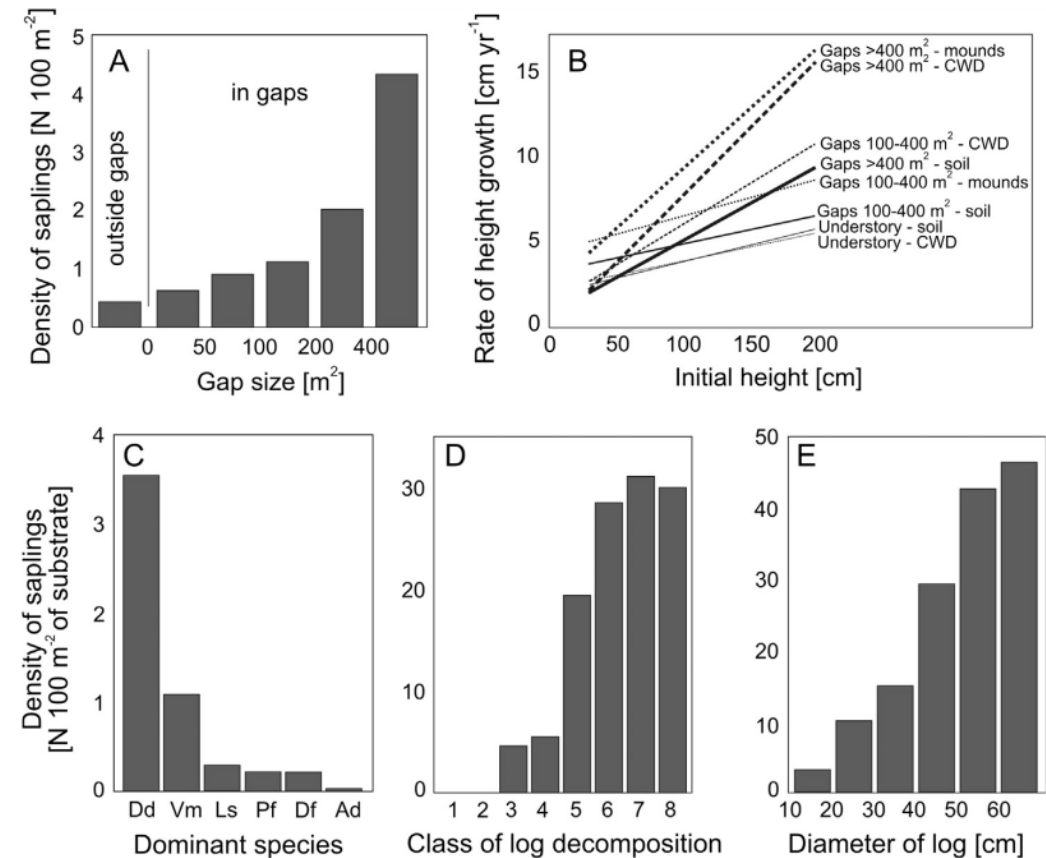 A
Density of saplings [N 100 m⁻²]
5
4
3
2
1
0
outside gaps
in gaps
0 50 100 200 400
Gap size [m²]
B
Rate of height growth [cm yr⁻¹]
15
10
5
0
Gaps >400 m² - mounds
Gaps >400 m² - CWD
Gaps 100-400 m² - CWD
Gaps >400 m² - soil
Gaps 100-400 m² - mounds
Gaps 100-400 m² - soil
Understory - soil
Understory - CWD
0 50 100 150 200
Initial height [cm]
C
Density of saplings
[N 100 m⁻² of substrate]
4
3
2
1
0
Dd Vm Ls Pf Df Ad
Dominant species
D
30
20
10
0
1 2 3 4 5 6 7 8
Class of log decomposition
E
50
40
30
20
10
0
10 20 30 40 50 60
Diameter of log [cm]